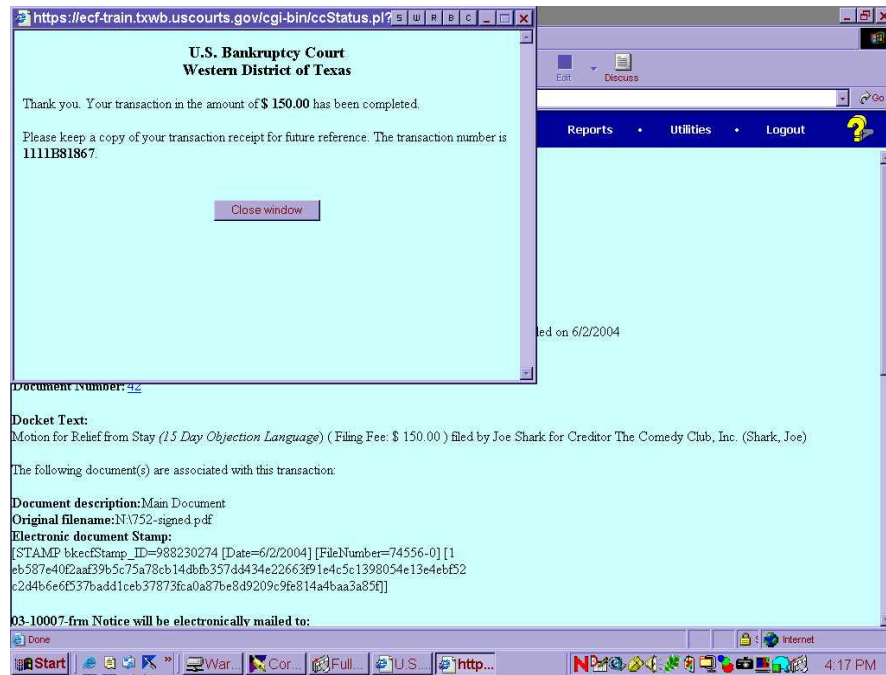 https://ecf-train.txwb.uscourts.gov/cgi-bin/ccStatus.pl?
S W R B C
U.S. Bankruptcy Court
Western District of Texas
Thank you. Your transaction in the amount of $ 150.00 has been completed.
Please keep a copy of your transaction receipt for future reference. The transaction number is
1111B81867.
Close window
Edit
Discuss
Go
Reports • Utilities • Logout
led on 6/2/2004
Document Number: 42
Docket Text:
Motion for Relief from Stay (15 Day Objection Language) ( Filing Fee: $ 150.00 ) filed by Joe Shark for Creditor The Comedy Club, Inc. (Shark, Joe)
The following document(s) are associated with this transaction:
Document description:Main Document
Original filename:N:\752-signed.pdf
Electronic document Stamp:
[STAMP bkecfStamp_ID=988230274 [Date=6/2/2004] [FileNumber=74556-0] [1
eb587e40f2aaf39b5c75a78cb14dbfb357dd434e22663f91e4c5c1398054e13e4ebf52
c2d4b6e6f537badd1ceb37873fca0a87be8d9209c9fe814a4baa3a85f]]
03-10007-frm Notice will be electronically mailed to:
Done
Internet
Start
»
War...
Cor...
Full...
U.S....
http...
4:17 PM